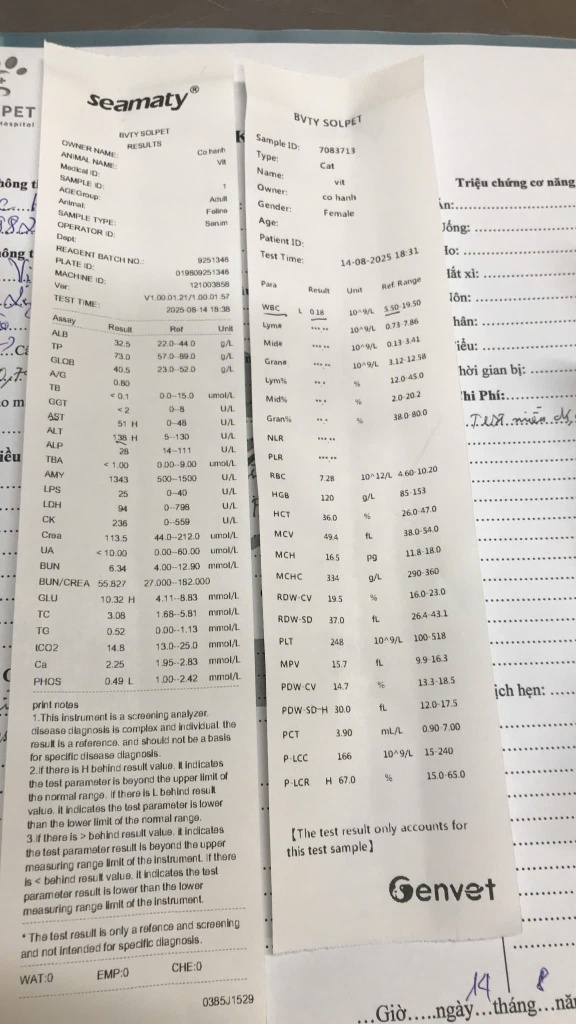 PET
Hospital
seamaty®
BVTY SOLPET
RESULTS
OWNER NAME: Co hanh
ANIMAL NAME: Vit
Medical ID:
SAMPLE ID: 1
AGEGroup: Adult
Animal: Feline
SAMPLE TYPE: Serum
OPERATOR ID:
Dept:
REAGENT BATCH NO.: 9251346
PLATE ID: 019809251346
MACHINE ID: 121003858
Ver: V1.00.01.21/1.00.01.57
TEST TIME: 2025-08-14 18:38
Assay Result Ref Unit
ALB 32.5 22.0--44.0 g/L
TP 73.0 57.0--89.0 g/L
GLOB 40.5 23.0--52.0 g/L
A/G 0.80
TB < 0.1 0.0--15.0 umol/L
GGT < 2 0--8 U/L
AST 51 H 0--48 U/L
ALT 138 H 5--130 U/L
ALP 28 14--111 U/L
TBA < 1.00 0.00--9.00 umol/L
AMY 1343 500--1500 U/L
LPS 25 0--40 U/L
LDH 94 0--798 U/L
CK 236 0--559 U/L
Crea 113.5 44.0--212.0 umol/L
UA < 10.00 0.00--60.00 umol/L
BUN 6.34 4.00--12.90 mmol/L
BUN/CREA 55.827 27.000--182.000
GLU 10.32 H 4.11--8.83 mmol/L
TC 3.08 1.68--5.81 mmol/L
TG 0.52 0.00--1.13 mmol/L
tCO2 14.8 13.0--25.0 mmol/L
Ca 2.25 1.95--2.83 mmol/L
PHOS 0.49 L 1.00--2.42 mmol/L
print notes
1.This instrument is a screening analyzer,
disease diagnosis is complex and individual, the
result is a reference, and should not be a basis
for specific disease diagnosis.
2.if there is H behind result value, it indicates
the test parameter is beyond the upper limit of
the normal range. if there is L behind result
value, it indicates the test parameter is lower
than the lower limit of the normal range.
3.if there is > behind result value, it indicates
the test parameter result is beyond the upper
measuring range limit of the instrument. if there
is < behind result value, it indicates the test
parameter result is lower than the lower
measuring range limit of the instrument.
* The test result is only a refence and screening
and not intended for specific diagnosis.
WAT:0 EMP:0 CHE:0
0385J1529
BVTY SOLPET
Sample ID: 7083713
Type: Cat
Name: vit
Owner: co hanh
Gender: Female
Age:
Patient ID:
Test Time: 14-08-2025 18:31
Para Result Unit Ref. Range
WBC L 0.18 10^9/L 5.50-19.50
Lym# --.-- 10^9/L 0.73-7.86
Mid# --.-- 10^9/L 0.13-3.41
Gran# --.-- 10^9/L 3.12-12.58
Lym% --.- % 12.0-45.0
Mid% --.- % 2.0-20.2
Gran% --.- % 38.0-80.0
NLR --.--
PLR --.--
RBC 7.28 10^12/L 4.60-10.20
HGB 120 g/L 85-153
HCT 36.0 % 26.0-47.0
MCV 49.4 fL 38.0-54.0
MCH 16.5 pg 11.8-18.0
MCHC 334 g/L 290-360
RDW-CV 19.5 % 16.0-23.0
RDW-SD 37.0 fL 26.4-43.1
PLT 248 10^9/L 100-518
MPV 15.7 fL 9.9-16.3
PDW-CV 14.7 % 13.3-18.5
PDW-SD-H 30.0 fL 12.0-17.5
PCT 3.90 mL/L 0.90-7.00
P-LCC 166 10^9/L 15-240
P-LCR H 67.0 % 15.0-65.0
【The test result only accounts for
this test sample】
Genvet
Triệu chứng cơ năng
Ăn:
Uống:
Ho:
Hắt xì:
Nôn:
Phân:
Tiểu:
Thời gian bị:
Chi Phí:
Test
Lịch hẹn:
...Giờ.....ngày 14 tháng 8 năm